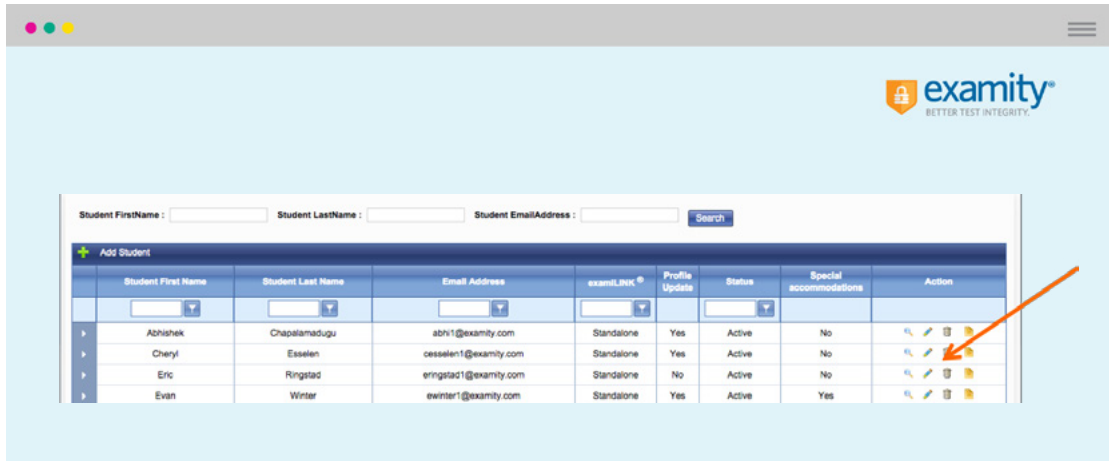 examity®
BETTER TEST INTEGRITY.
Student FirstName : Student LastName : Student EmailAddress : Search
Add Student
Student First Name Student Last Name Email Address examiLINK ® Profile Update Status Special accommodations Action
Abhishek Chapalamadugu abhi1@examity.com Standalone Yes Active No
Cheryl Esselen cesselen1@examity.com Standalone Yes Active No
Eric Ringstad eringstad1@examity.com Standalone No Active No
Evan Winter ewinter1@examity.com Standalone Yes Active Yes